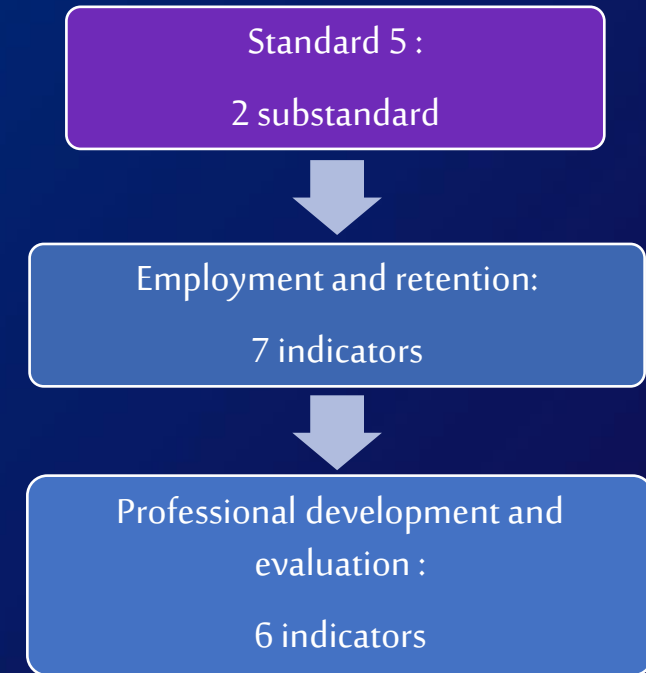 Standard 5 :
2 substandard
Employment and retention:
7 indicators
Professional development and
evaluation :
6 indicators